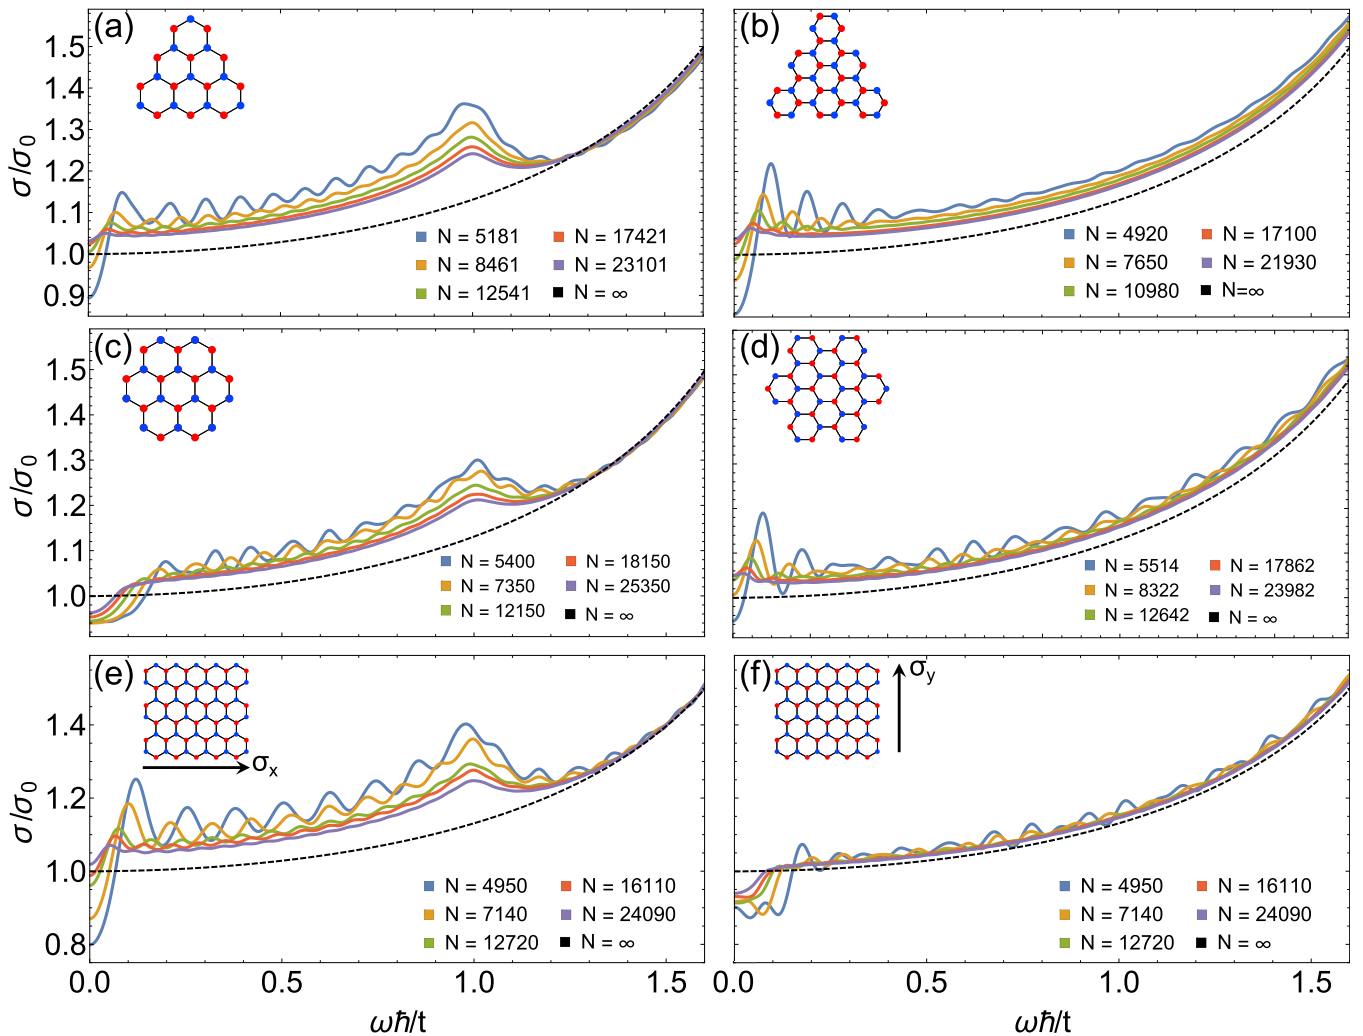 (a)
σ/σ0
1.5
1.4
1.3
1.2
1.1
1.0
0.9
N = 5181
N = 17421
N = 8461
N = 23101
N = 12541
N = ∞
(b)
N = 4920
N = 17100
N = 7650
N = 21930
N = 10980
N=∞
(c)
σ/σ0
1.5
1.4
1.3
1.2
1.1
1.0
N = 5400
N = 18150
N = 7350
N = 25350
N = 12150
N = ∞
(d)
N = 5514
N = 17862
N = 8322
N = 23982
N = 12642
N = ∞
(e)
σx
σ/σ0
1.4
1.2
1.0
0.8
N = 4950
N = 16110
N = 7140
N = 24090
N = 12720
N = ∞
0.0
0.5
1.0
1.5
ωħ/t
(f)
σy
N = 4950
N = 16110
N = 7140
N = 24090
N = 12720
N = ∞
0.0
0.5
1.0
1.5
ωħ/t